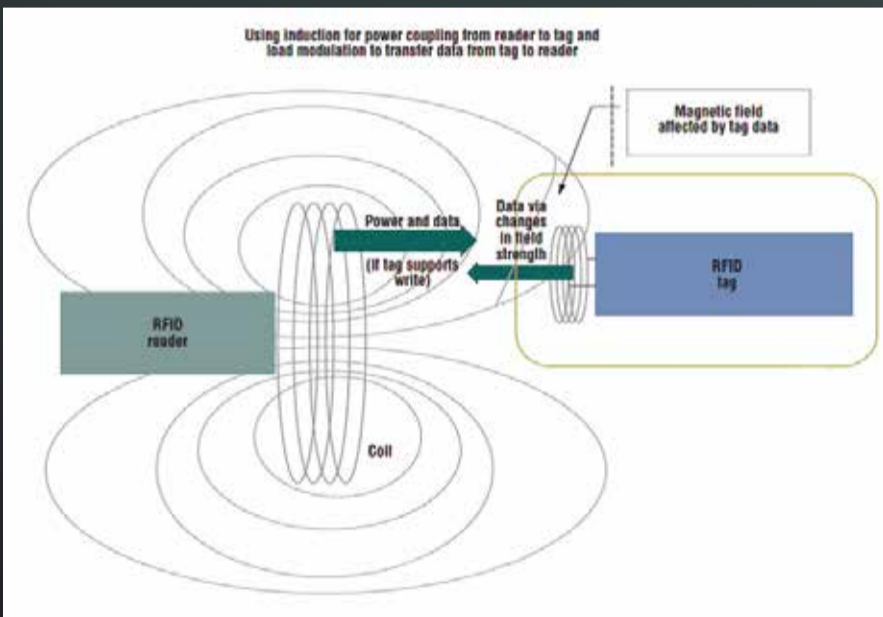 Using induction for power coupling from reader to tag and
load modulation to transfer data from tag to reader
Magnetic field
affected by tag data
Power and data
(if tag supports
write)
Data via
changes
in field
strength
RFID
reader
RFID
tag
Coil